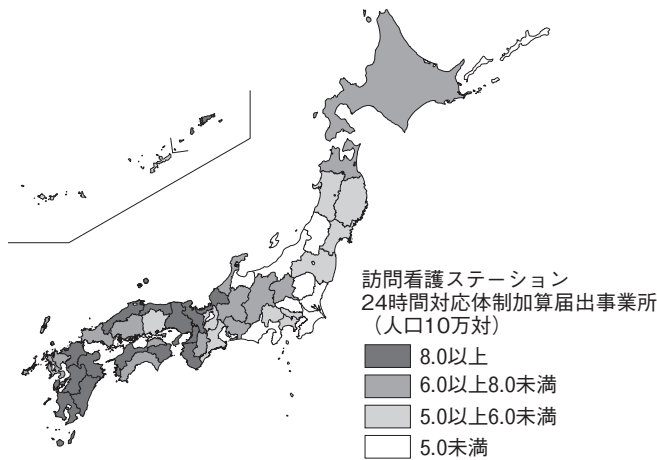 訪問看護ステーション
24時間対応体制加算届出事業所
（人口10万対）
8.0以上
6.0以上8.0未満
5.0以上6.0未満
5.0未満